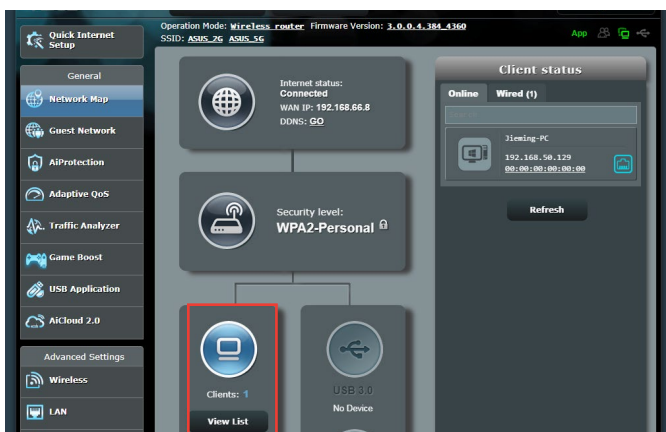 Quick Internet
Setup
General
Network Map
Guest Network
AiProtection
Adaptive QoS
Traffic Analyzer
Game Boost
USB Application
AiCloud 2.0
Advanced Settings
Wireless
LAN
Operation Mode: Wireless router Firmware Version: 3.0.0.4.384_4360
SSID: ASUS_2G ASUS_5G
App
Internet status:
Connected
WAN IP: 192.168.66.8
DDNS: GO
Security level:
WPA2-Personal
Clients: 1
View List
USB 3.0
No Device
Client status
Online Wired (1)
Search
Jieming-PC
192.168.50.129
00:00:00:00:00:00
Refresh